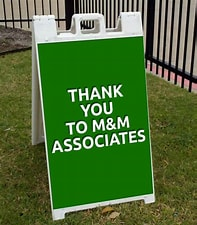 THANK
YOU
TO M&M
ASSOCIATES